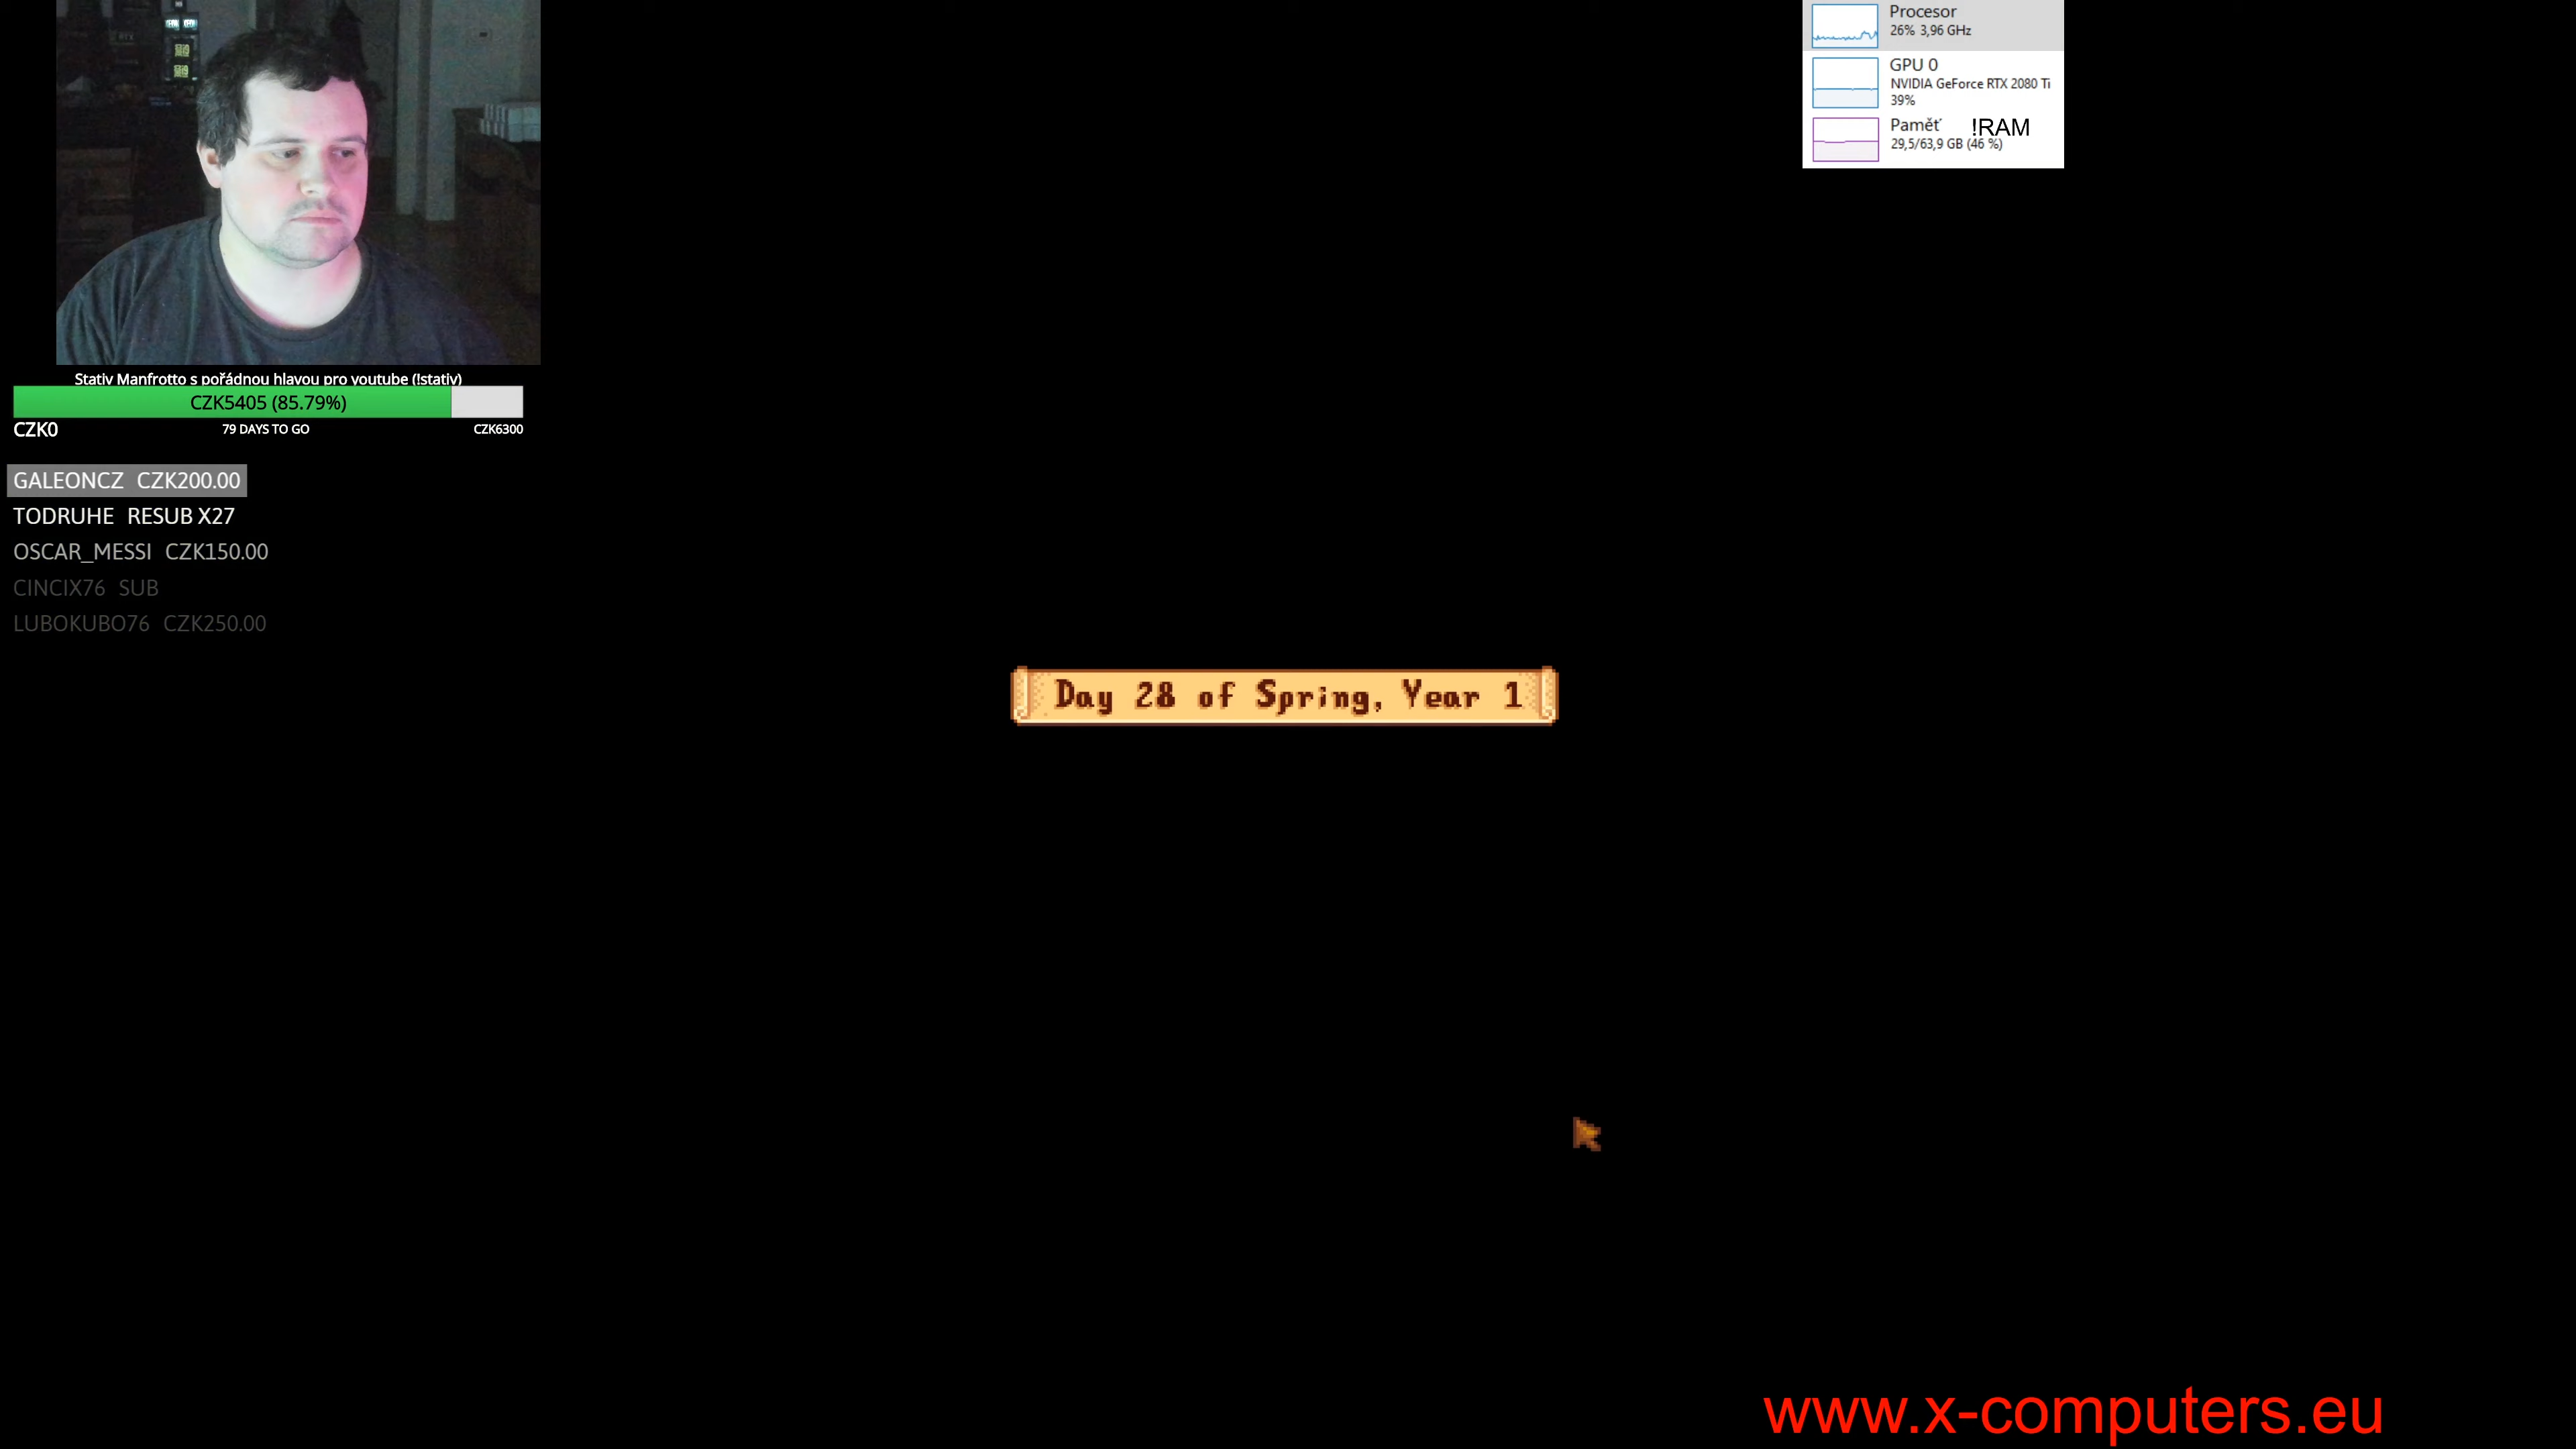 Stativ Manfrotto s pořádnou hlavou pro youtube (!stativ)
CZK5405 (85.79%)
CZK0 79 DAYS TO GO CZK6300
GALEONCZ CZK200.00
TODRUHE RESUB X27
OSCAR_MESSI CZK150.00
CINCIX76 SUB
LUBOKUBO76 CZK250.00
Procesor
26% 3,96 GHz
GPU 0
NVIDIA GeForce RTX 2080 Ti
39%
Paměť !RAM
29,5/63,9 GB (46 %)
Day 28 of Spring, Year 1
www.x-computers.eu